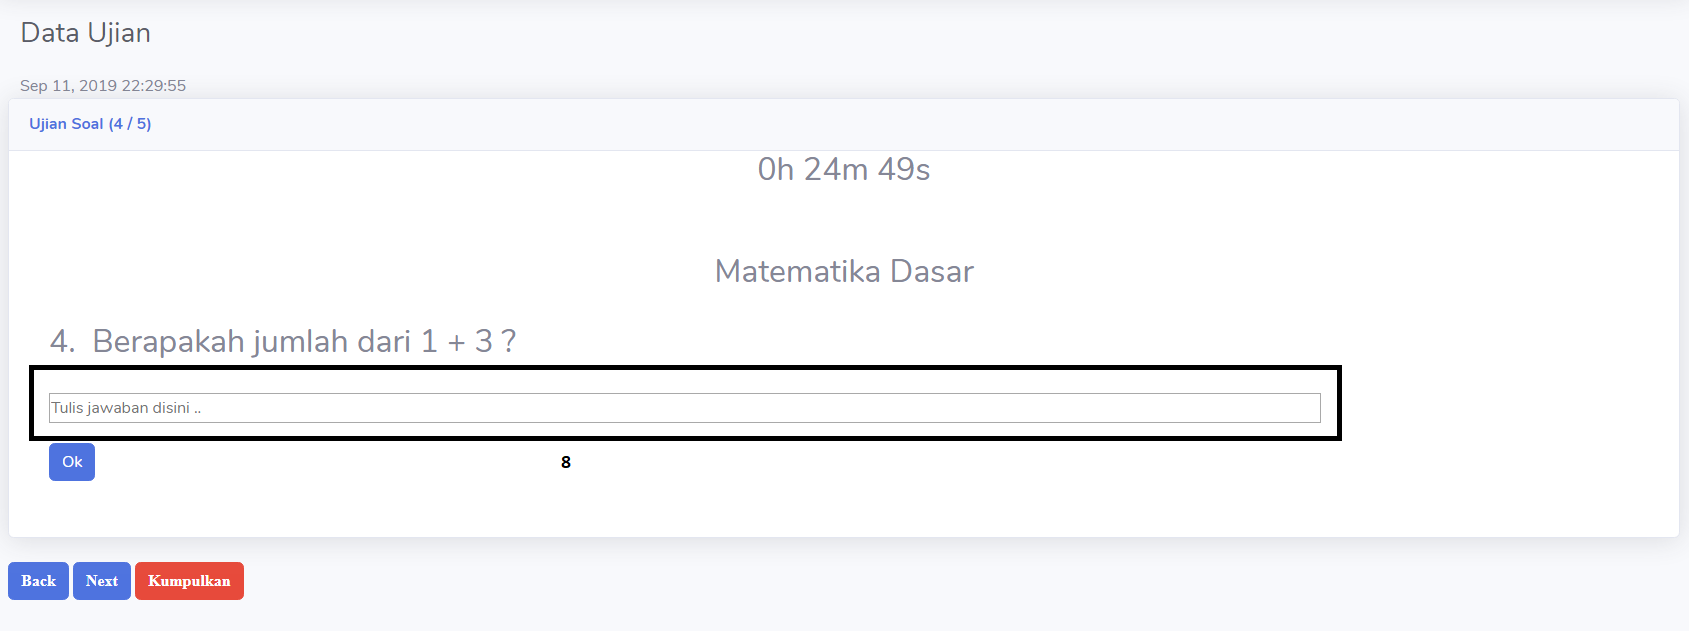 Data Ujian
Sep 11, 2019 22:29:55
Ujian Soal (4 / 5)
0h 24m 49s
Matematika Dasar
4. Berapakah jumlah dari 1 + 3 ?
Tulis jawaban disini ..
Ok
8
Back Next Kumpulkan